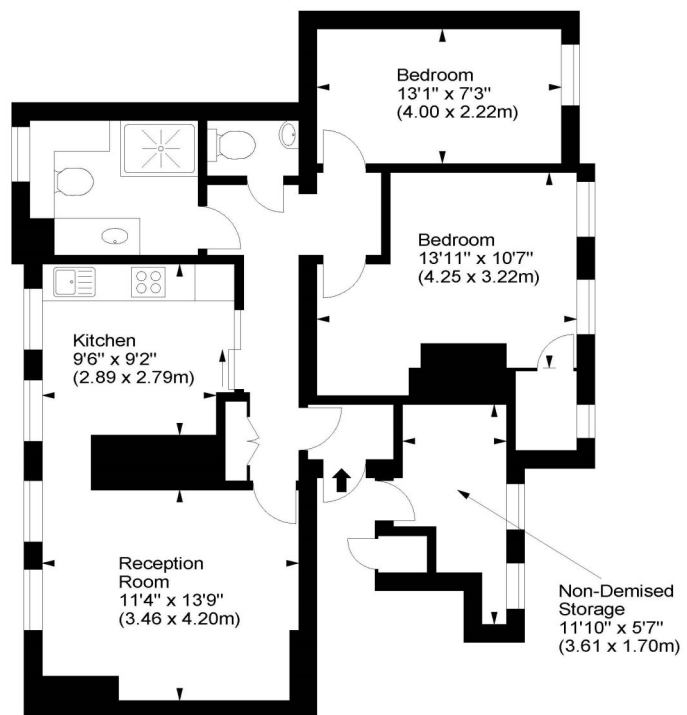 Bedroom
13'1" x 7'3"
(4.00 x 2.22m)
Bedroom
13'11" x 10'7"
(4.25 x 3.22m)
Kitchen
9'6" x 9'2"
(2.89 x 2.79m)
Reception
Room
11'4" x 13'9"
(3.46 x 4.20m)
Non-Demised
Storage
11'10" x 5'7"
(3.61 x 1.70m)